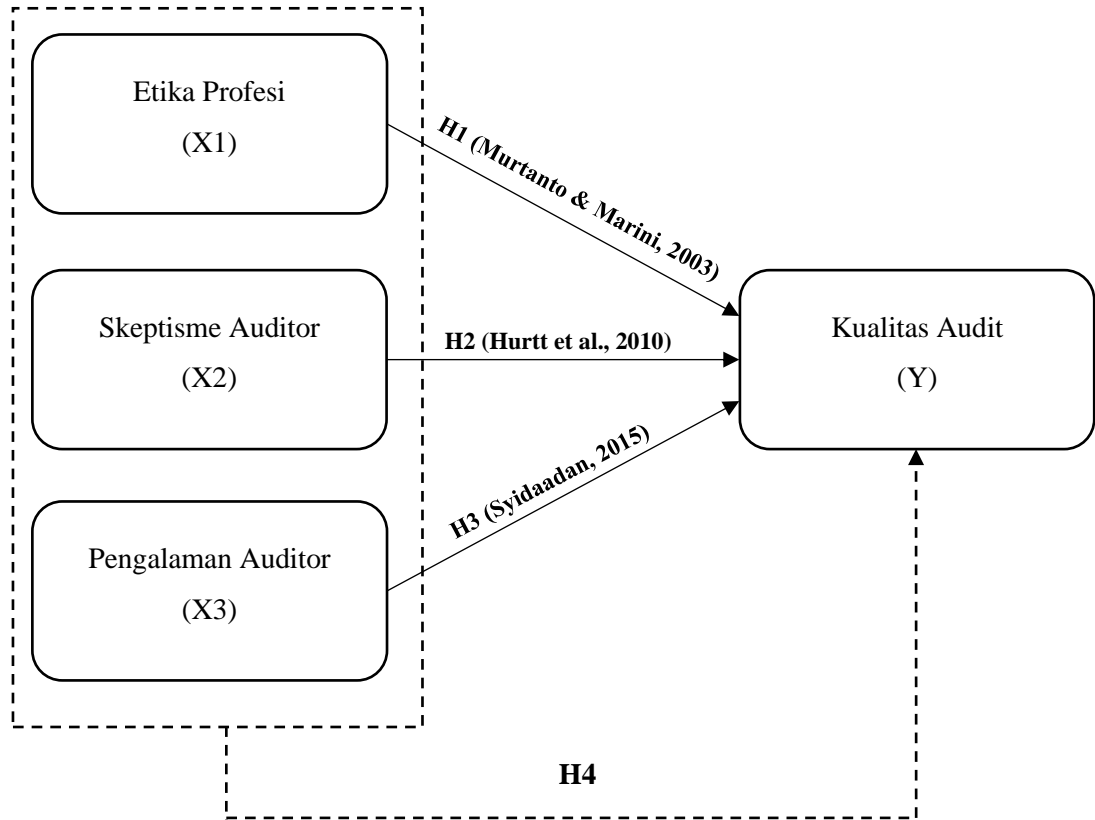 Etika Profesi
(X1)
H1 (Murtanto & Marini, 2003)
Skeptisme Auditor
(X2)
H2 (Hurtt et al., 2010)
Kualitas Audit
(Y)
Pengalaman Auditor
(X3)
H3 (Syidaadan, 2015)
H4